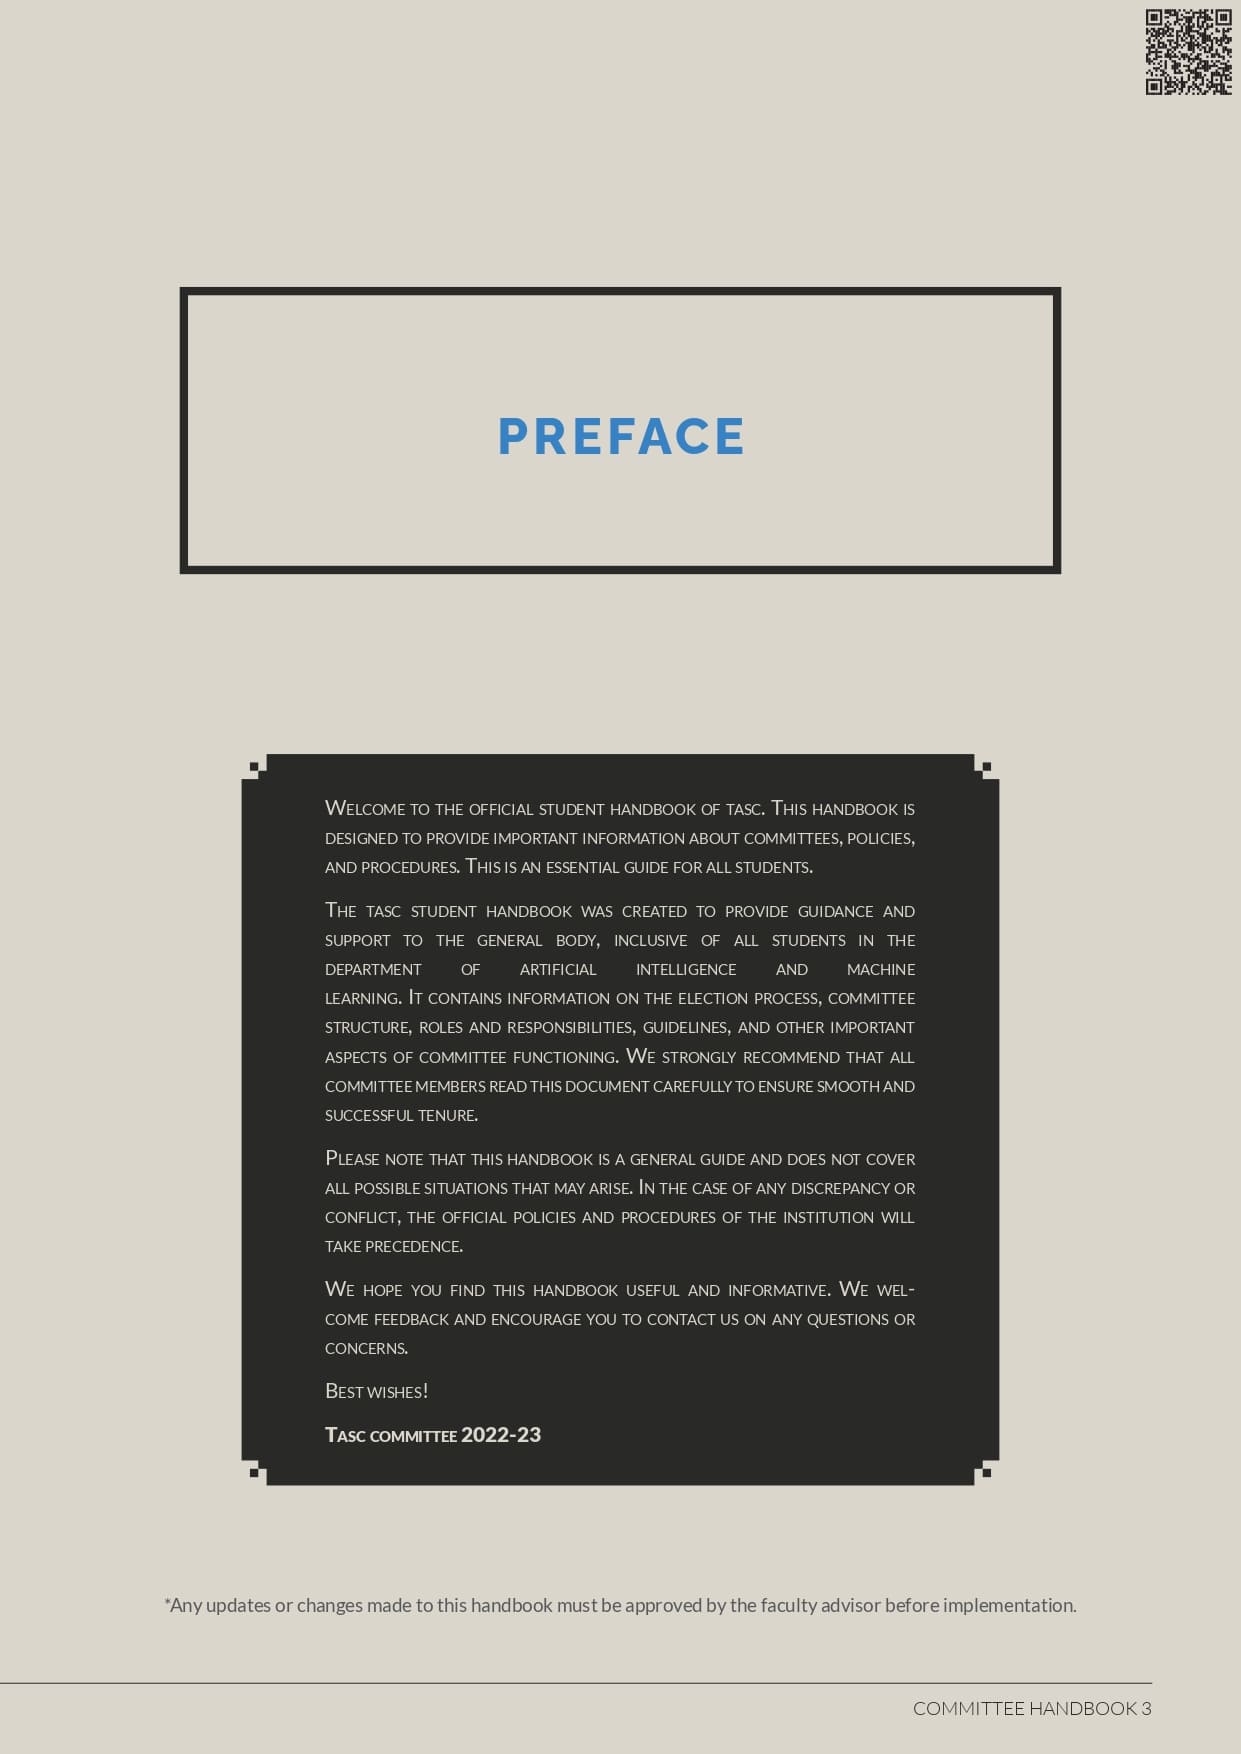 PREFACE
Welcome to the official student handbook of tasc. This handbook is
designed to provide important information about committees, policies,
and procedures. This is an essential guide for all students.
The tasc student handbook was created to provide guidance and
support to the general body, inclusive of all students in the
department of artificial intelligence and machine
learning. It contains information on the election process, committee
structure, roles and responsibilities, guidelines, and other important
aspects of committee functioning. We strongly recommend that all
committee members read this document carefully to ensure smooth and
successful tenure.
Please note that this handbook is a general guide and does not cover
all possible situations that may arise. In the case of any discrepancy or
conflict, the official policies and procedures of the institution will
take precedence.
We hope you find this handbook useful and informative. We wel-
come feedback and encourage you to contact us on any questions or
concerns.
Best wishes!
Tasc committee 2022-23
*Any updates or changes made to this handbook must be approved by the faculty advisor before implementation.
COMMITTEE HANDBOOK 3